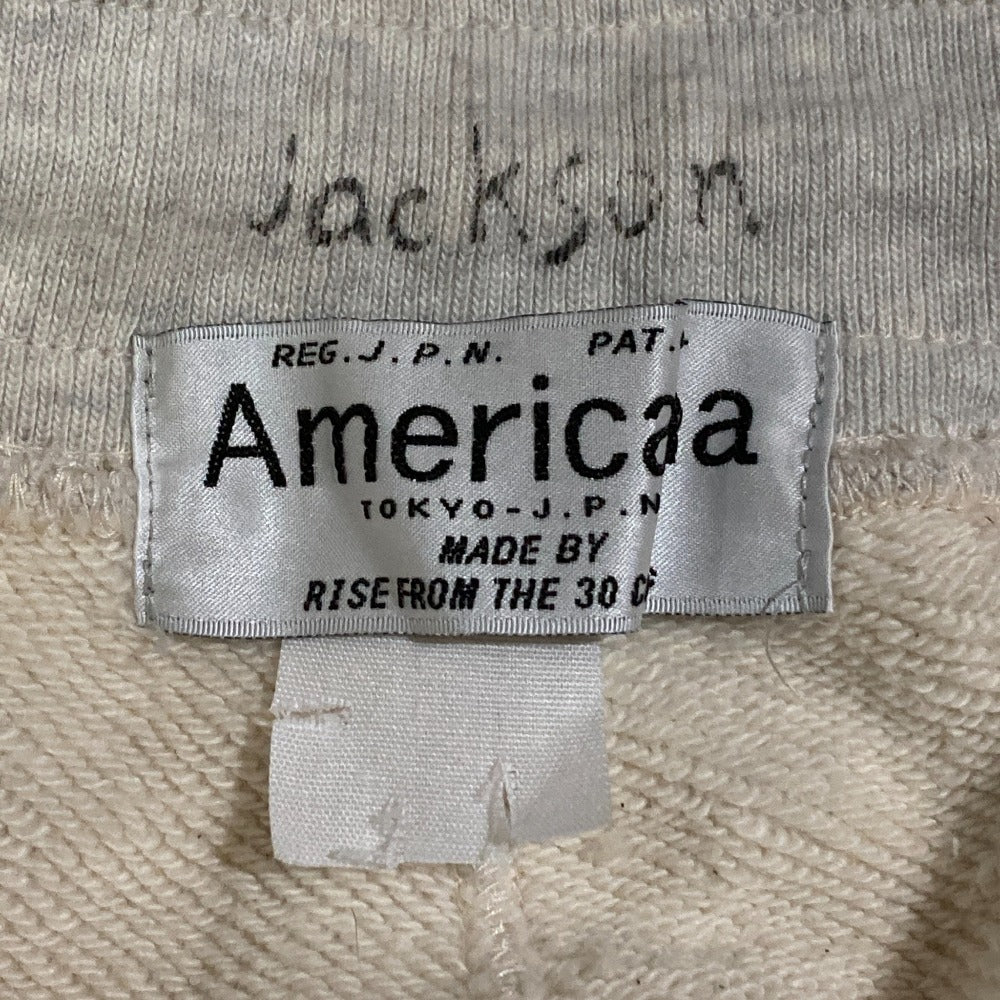 Jackson
REG.J.P.N. PAT.
Americaa
TOKYO-J.P.N
MADE BY
RISE FROM THE 30